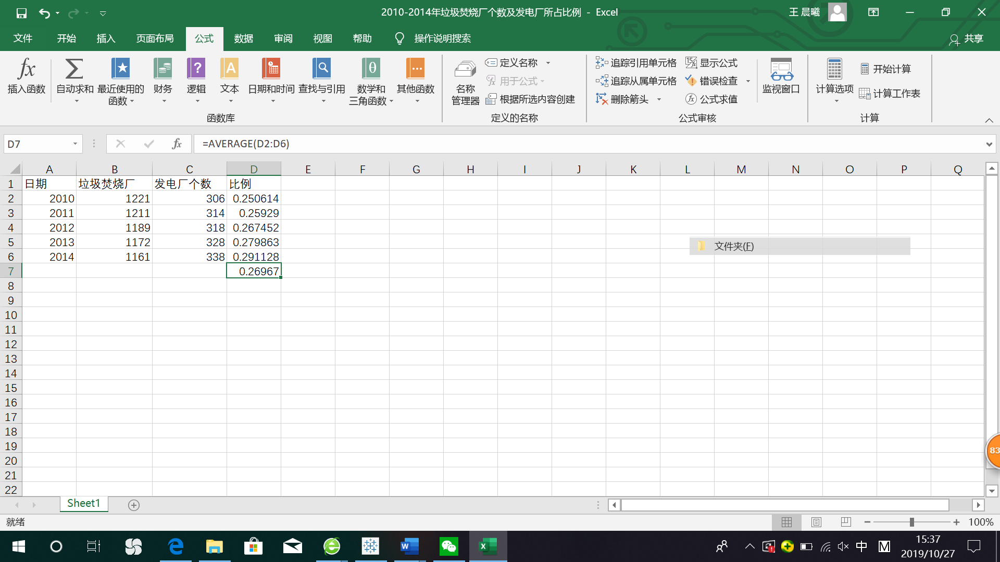 2010-2014年垃圾焚烧厂个数及发电厂所占比例 - Excel
王 晨曦
文件 开始 插入 页面布局 公式 数据 审阅 视图 帮助 操作说明搜索 共享
插入函数 自动求和 最近使用的函数 财务 逻辑 文本 日期和时间 查找与引用 数学和三角函数 其他函数
函数库
名称管理器
定义名称
用于公式
根据所选内容创建
定义的名称
追踪引用单元格 显示公式
追踪从属单元格 错误检查
删除箭头 公式求值
公式审核
监视窗口
计算选项
开始计算
计算工作表
计算
D7 fx =AVERAGE(D2:D6)
A B C D E F G H I J K L M N O P Q
1 日期 垃圾焚烧厂 发电厂个数 比例
2 2010 1221 306 0.250614
3 2011 1211 314 0.25929
4 2012 1189 318 0.267452
5 2013 1172 328 0.279863
6 2014 1161 338 0.291128
7 0.26967
8
9
10
11
12
13
14
15
16
17
18
19
20
21
22
文件夹(F)
83
Sheet1
就绪
100%
中
M
15:37
2019/10/27